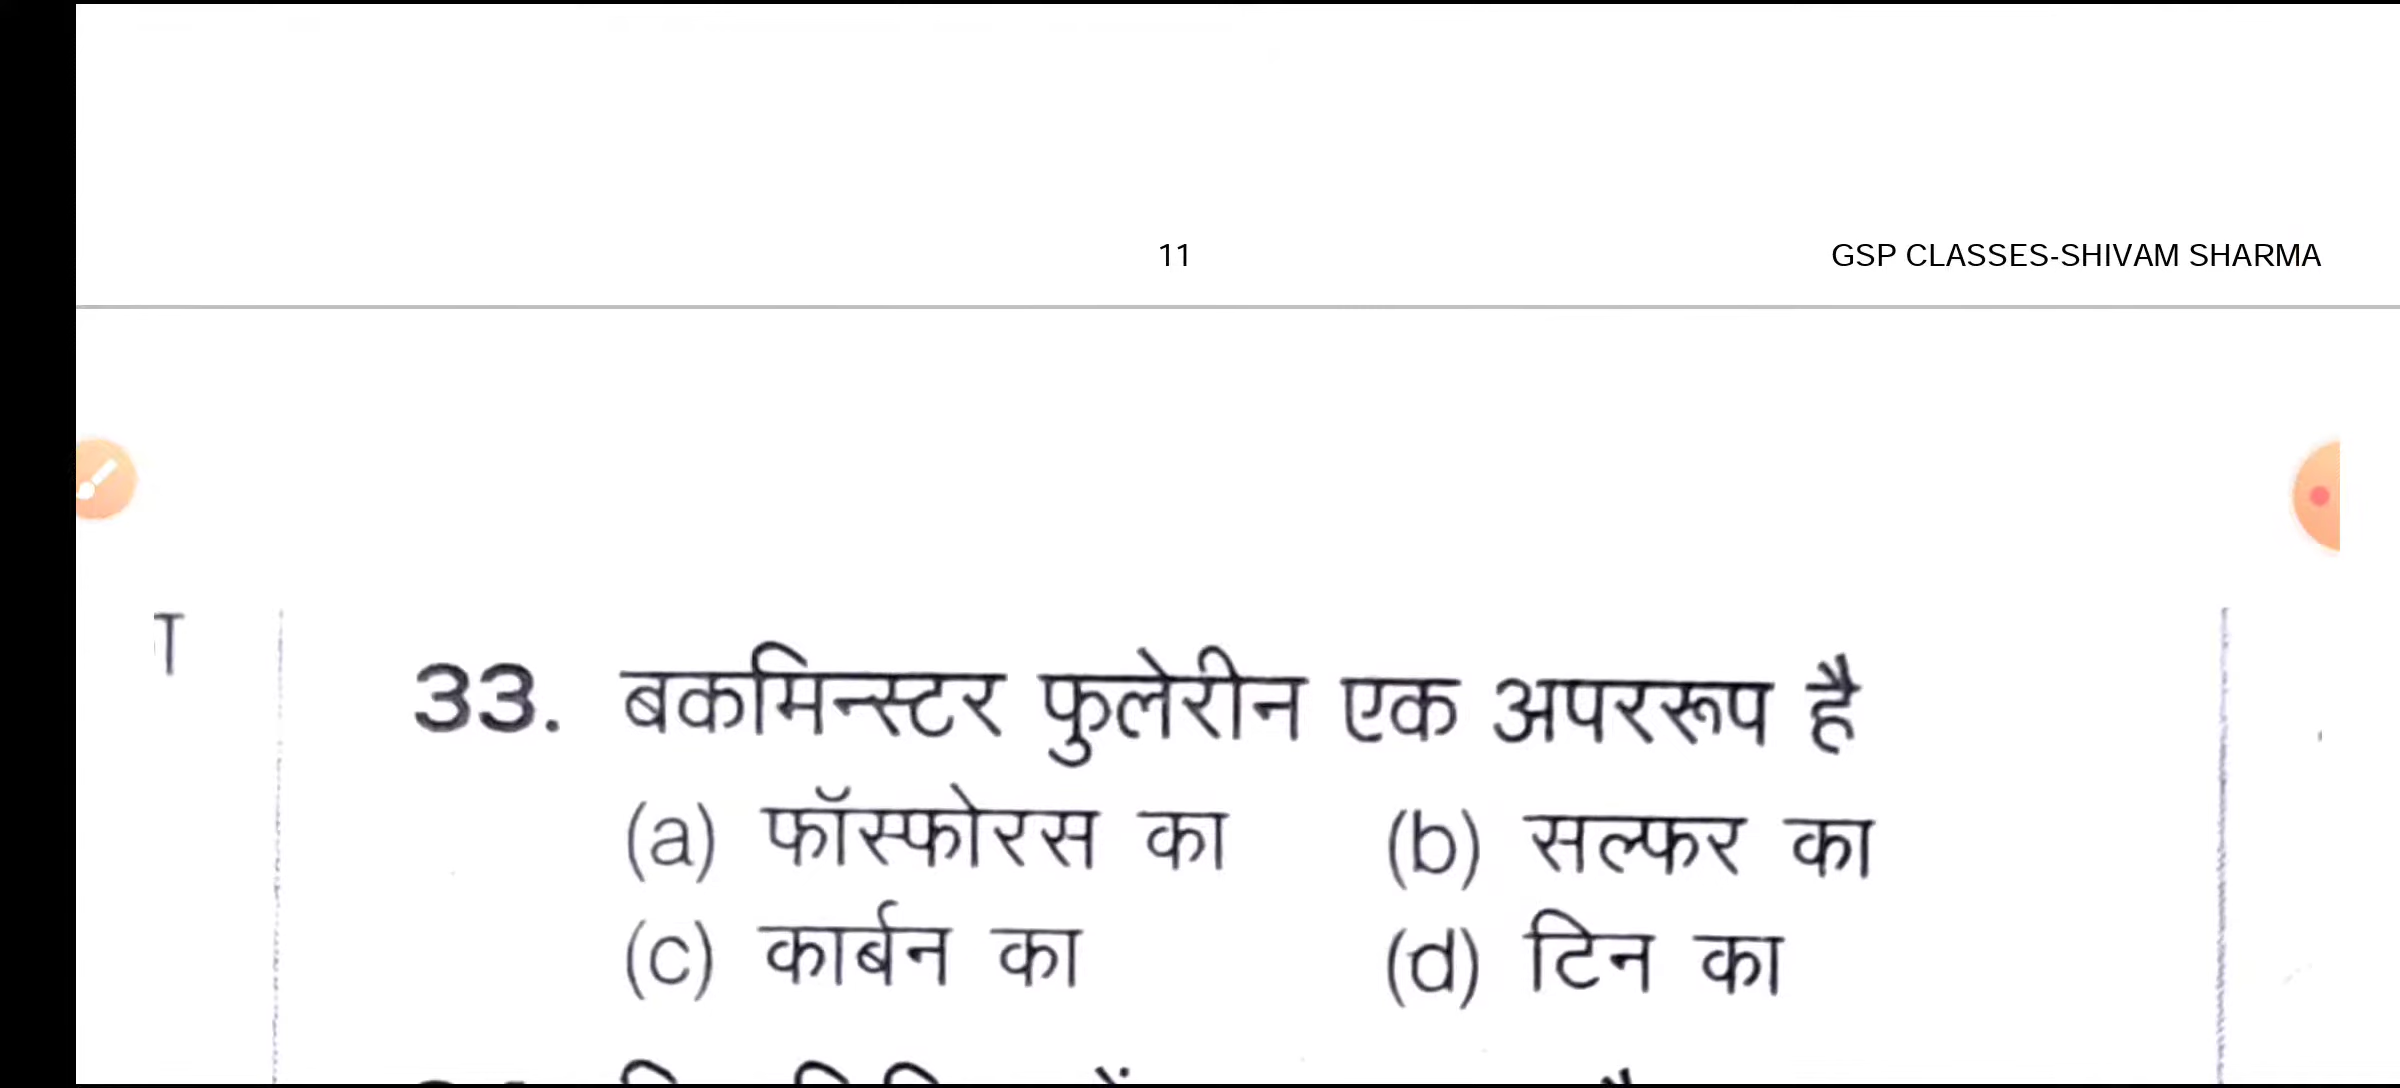 11
GSP CLASSES-SHIVAM SHARMA
33. बकमिन्स्टर फुलेरीन एक अपररूप है
(a) फॉस्फोरस का (b) सल्फर का
(c) कार्बन का (d) टिन का